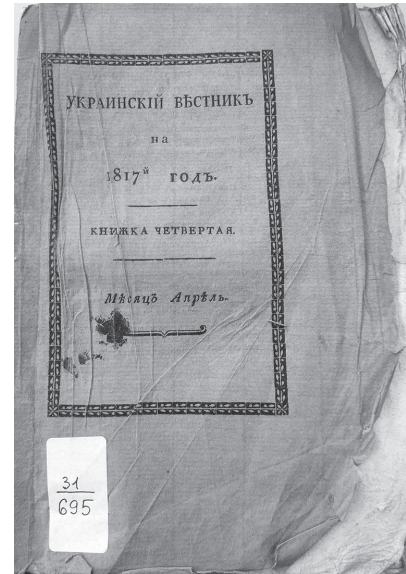 УКРАИНСКІЙ ВѢСТНИКЪ
на
1817й ГОДЪ.
КНИЖКА ЧЕТВЕРТАЯ.
Мѣсяцъ Апрѣль.
31
695